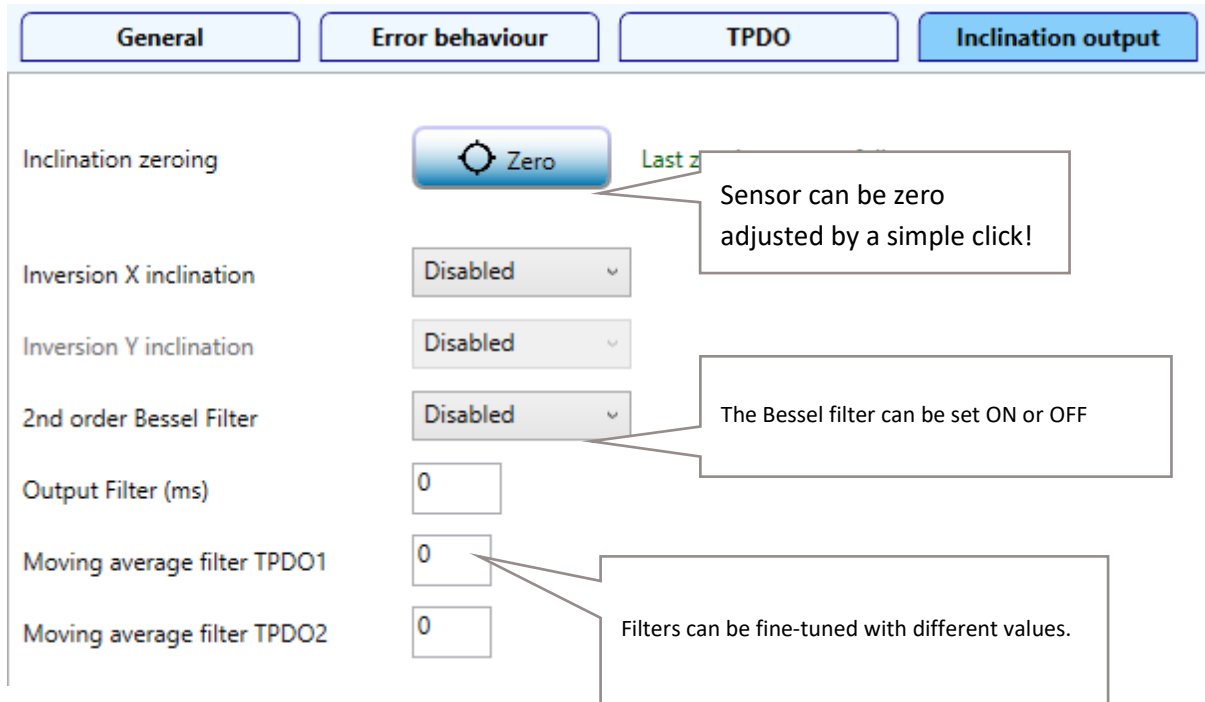 General Error behaviour TPDO Inclination output
Inclination zeroing Zero Last
Sensor can be zero
adjusted by a simple click!
Inversion X inclination Disabled
Inversion Y inclination Disabled
2nd order Bessel Filter Disabled
The Bessel filter can be set ON or OFF
Output Filter (ms) 0
Moving average filter TPDO1 0
Moving average filter TPDO2 0
Filters can be fine-tuned with different values.